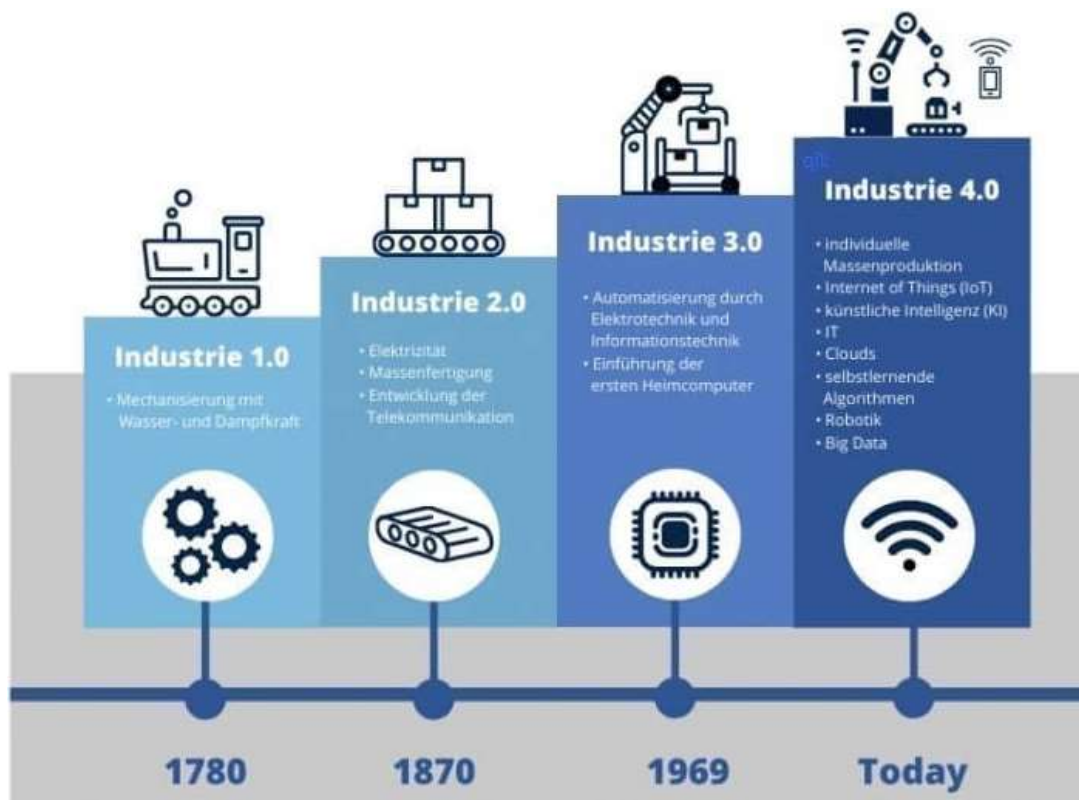 Industrie 1.0
• Mechanisierung mit
Wasser- und Dampfkraft
Industrie 2.0
• Elektrizität
• Massenfertigung
• Entwicklung der
Telekommunikation
Industrie 3.0
• Automatisierung durch
Elektrotechnik und
Informationstechnik
• Einführung der
ersten Heimcomputer
Industrie 4.0
• individuelle
Massenproduktion
• Internet of Things (IoT)
• künstliche Intelligenz (KI)
• IT
• Clouds
• selbstlernende
Algorithmen
• Robotik
• Big Data
1780
1870
1969
Today